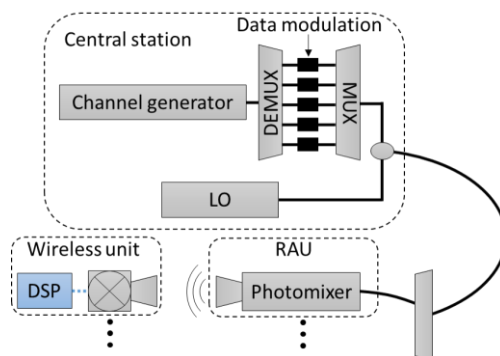 Central station
Data modulation
Channel generator
DEMUX
MUX
LO
Wireless unit
RAU
DSP
Photomixer